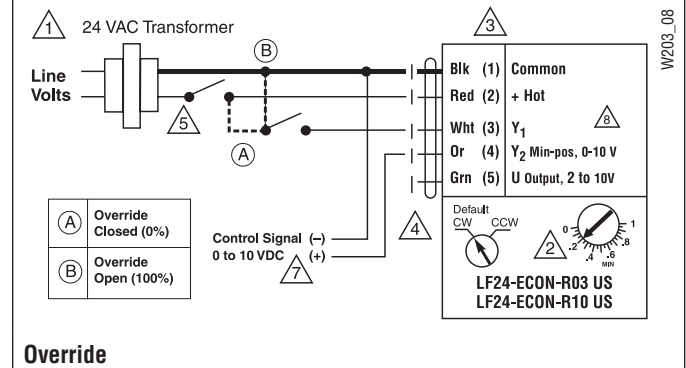 1 24 VAC Transformer
W203_08
3
B
Line
Volts
Blk (1) Common
Red (2) + Hot
5
8
Wht (3) Y1
A
Or (4) Y2 Min-pos, 0-10 V
Grn (5) U Output, 2 to 10V
A Override
Closed (0%)
B Override
Open (100%)
Control Signal (–)
0 to 10 VDC (+)
7
4
Default
CW CCW
2
0 .2 .4 .6 .8 1
MIN
LF24-ECON-R03 US
LF24-ECON-R10 US
Override